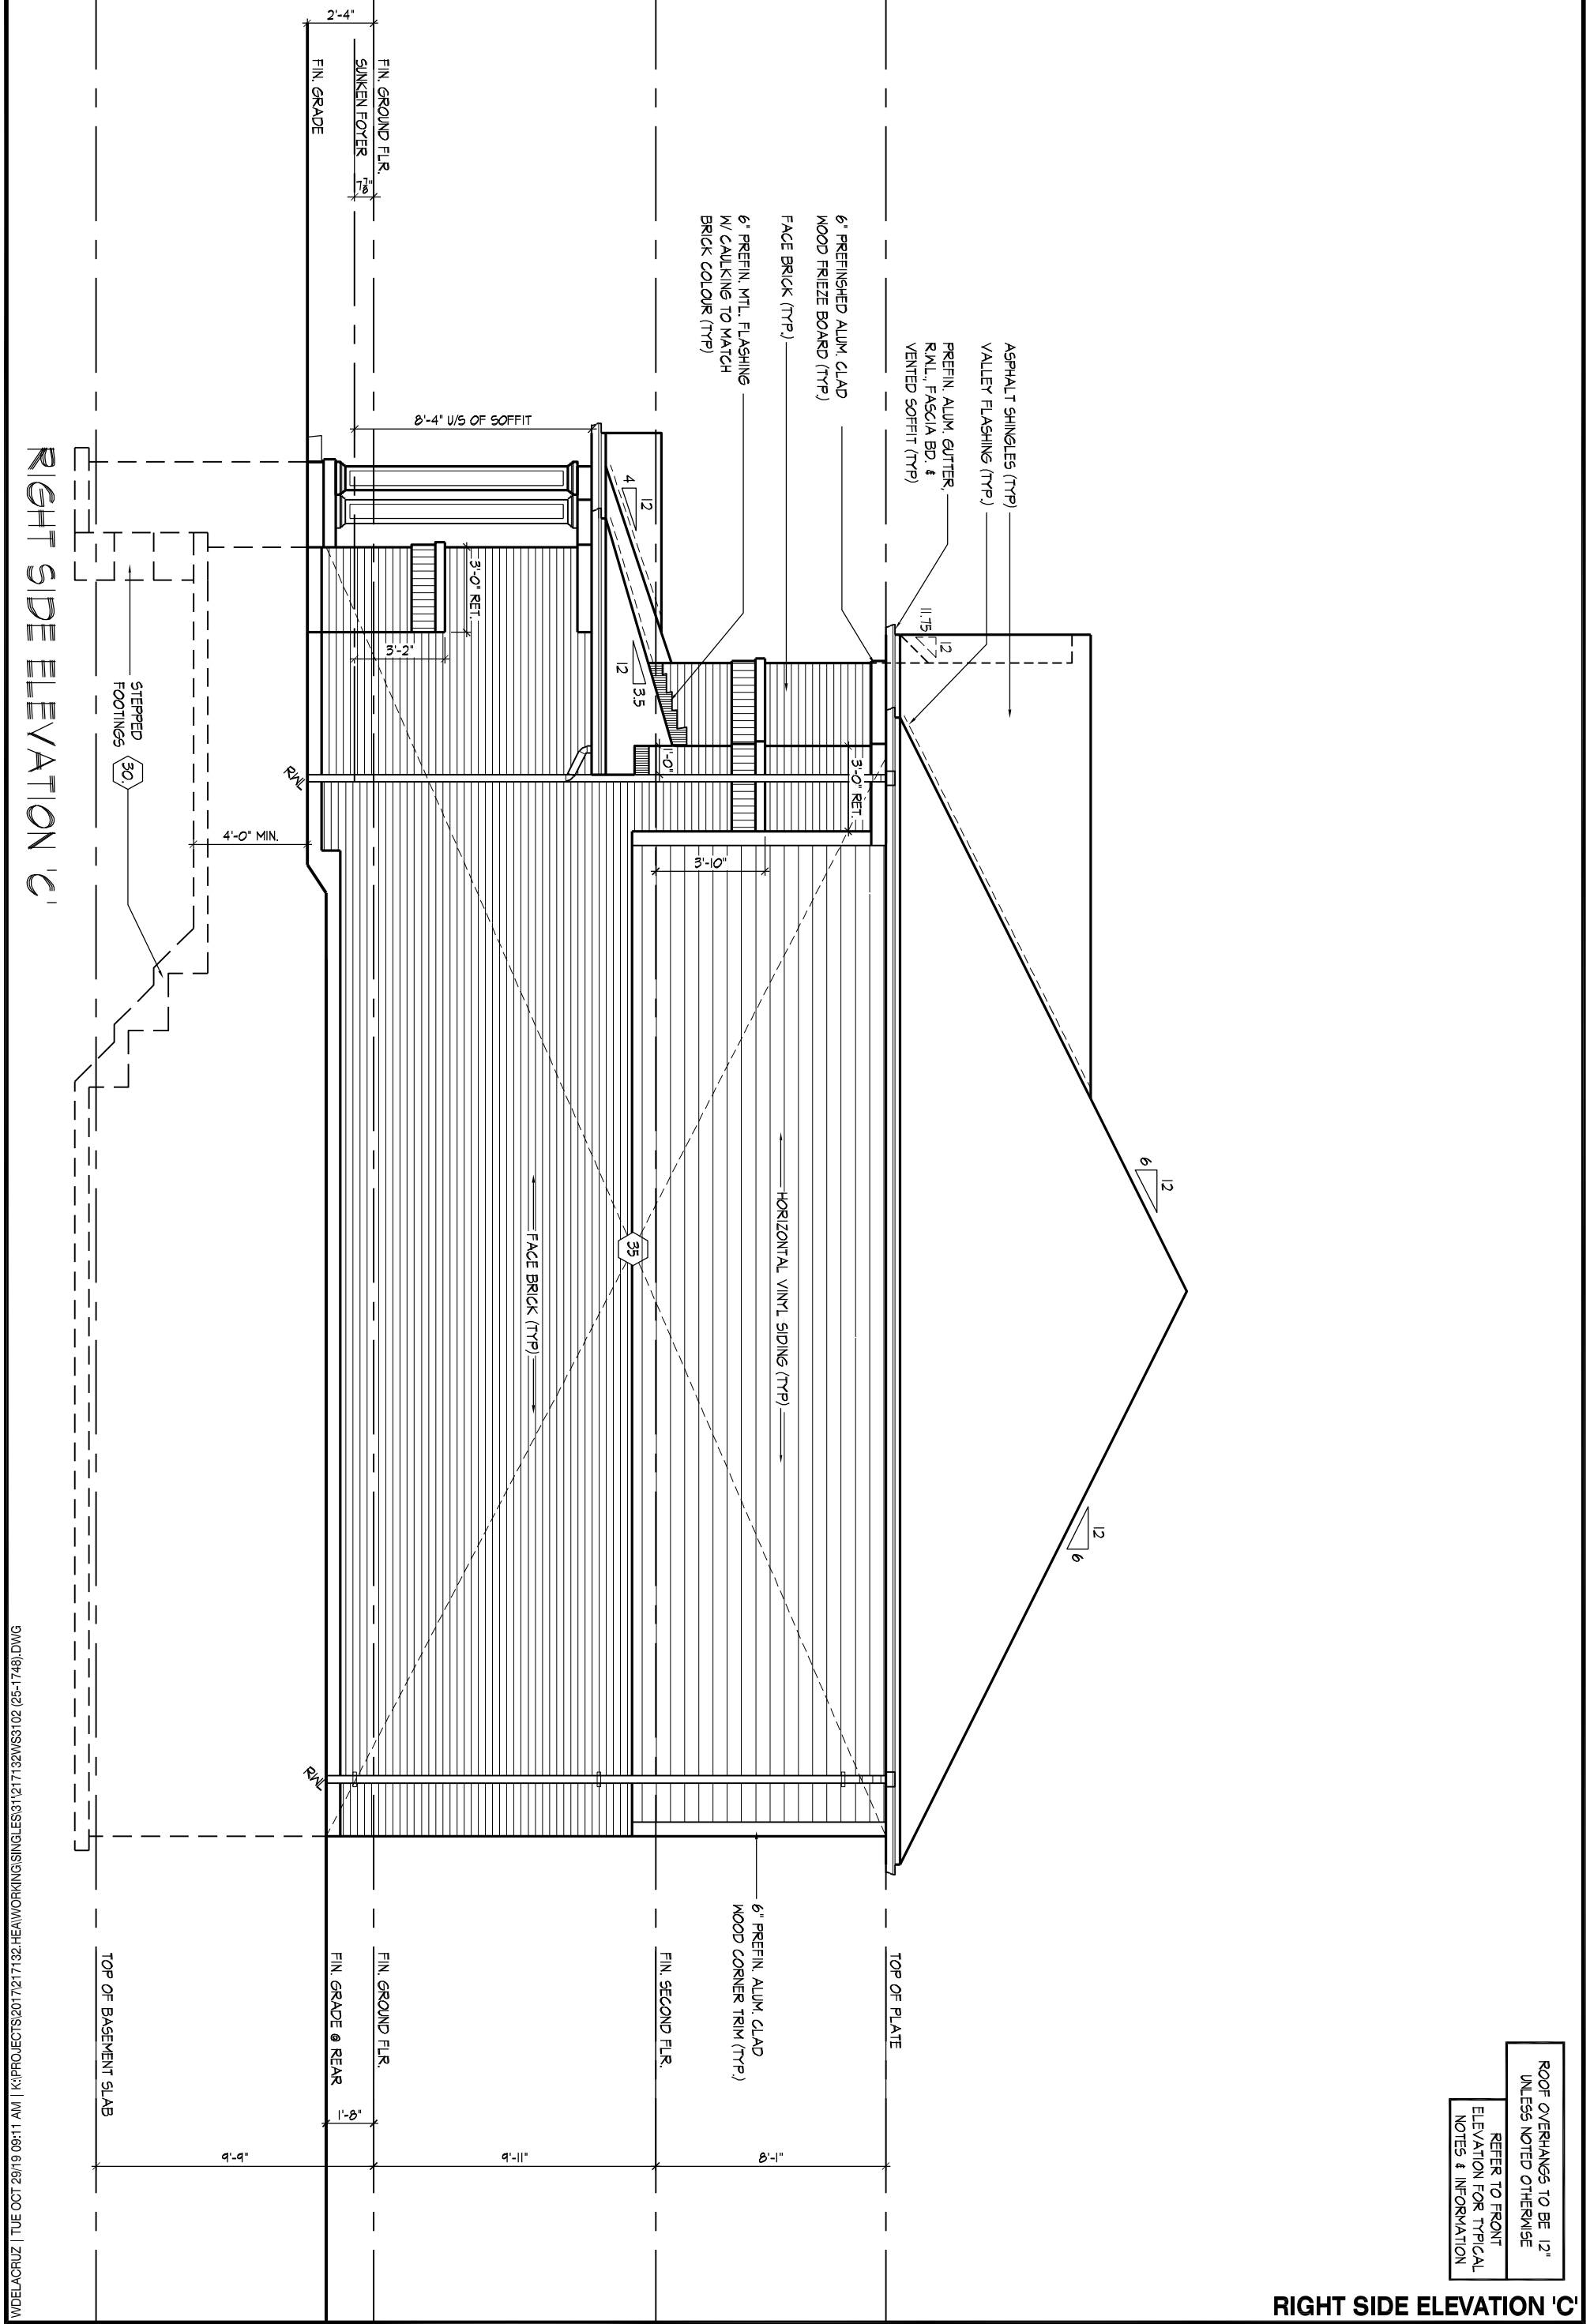 ROOF OVERHANGS TO BE 12"
UNLESS NOTED OTHERWISE
REFER TO FRONT
ELEVATION FOR TYPICAL
NOTES & INFORMATION
ASPHALT SHINGLES (TYP)
VALLEY FLASHING (TYP.)
PREFIN. ALUM. GUTTER,
R.W.L., FASCIA BD. &
VENTED SOFFIT (TYP)
6" PREFINSHED ALUM. CLAD
WOOD FRIEZE BOARD (TYP.)
FACE BRICK (TYP.)
6" PREFIN. MTL. FLASHING
W/ CAULKING TO MATCH
BRICK COLOUR (TYP)
12
6
12
6
12
11.75
TOP OF PLATE
3'-0" RET.
HORIZONTAL VINYL SIDING (TYP.)
3'-10"
1'-0"
6" PREFIN. ALUM. CLAD
WOOD CORNER TRIM (TYP.)
8'-1"
FIN. SECOND FLR.
12
4
12
3.5
35
8'-4" U/S OF SOFFIT
FACE BRICK (TYP.)
3'-0" RET.
3'-2"
9'-11"
FIN. GROUND FLR.
SUNKEN FOYER
7 7/8"
2'-4"
FIN. GRADE
FIN. GROUND FLR.
FIN. GRADE @ REAR
1'-8"
RWL
RWL
4'-0" MIN.
9'-9"
STEPPED
FOOTINGS
30.
TOP OF BASEMENT SLAB
RIGHT SIDE ELEVATION 'C'
WDELACRUZ | TUE OCT 29/19 09:11 AM | K:\PROJECTS\2017\217132.HEA\WORKING\SINGLES\31\217132WS3102 (25-1748).DWG
RIGHT SIDE ELEVATION 'C'